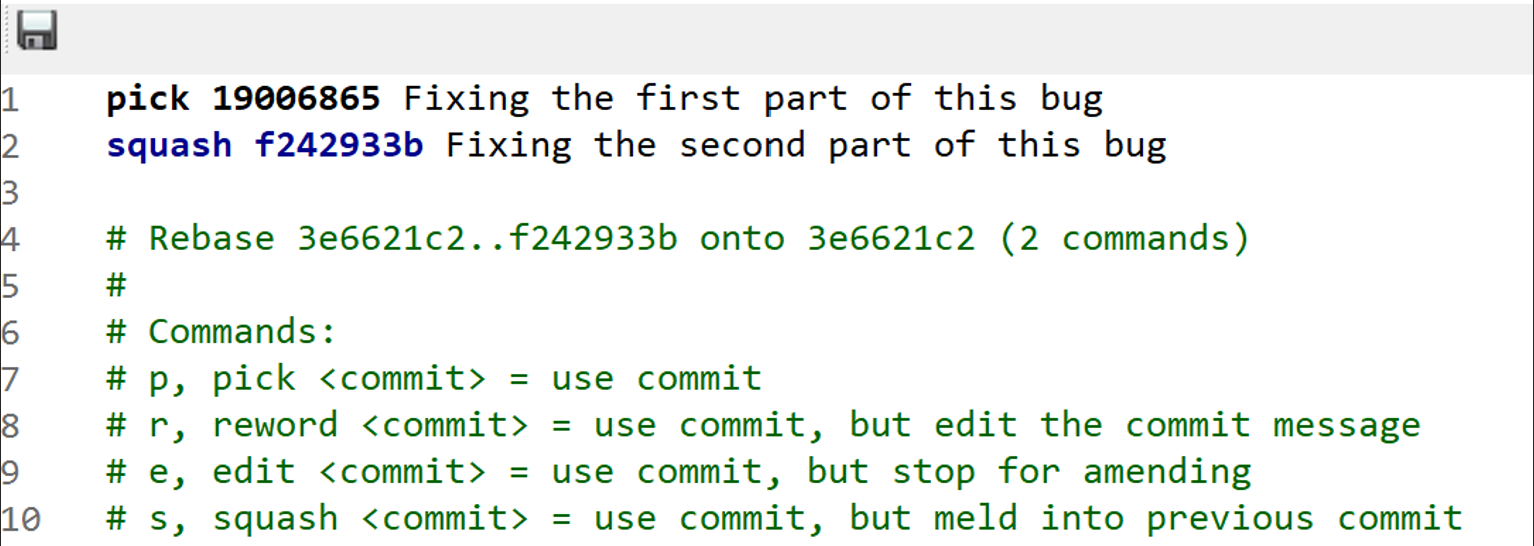 1 pick 19006865 Fixing the first part of this bug
2 squash f242933b Fixing the second part of this bug
3
4 # Rebase 3e6621c2..f242933b onto 3e6621c2 (2 commands)
5 #
6 # Commands:
7 # p, pick <commit> = use commit
8 # r, reword <commit> = use commit, but edit the commit message
9 # e, edit <commit> = use commit, but stop for amending
10 # s, squash <commit> = use commit, but meld into previous commit